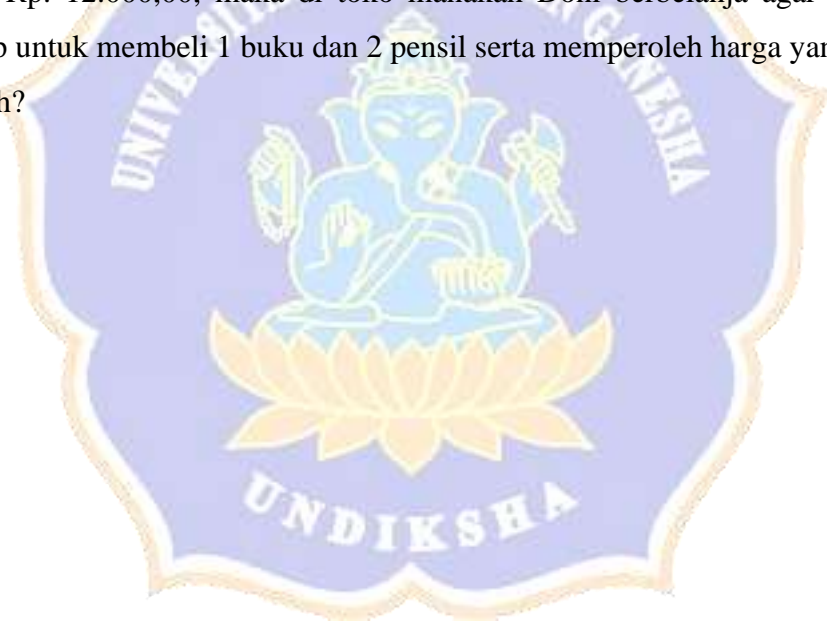 Rp. 12.000,00, maka di toko manakah Doni berbelanja agar
untuk membeli 1 buku dan 2 pensil serta memperoleh harga
UNDIKSHA